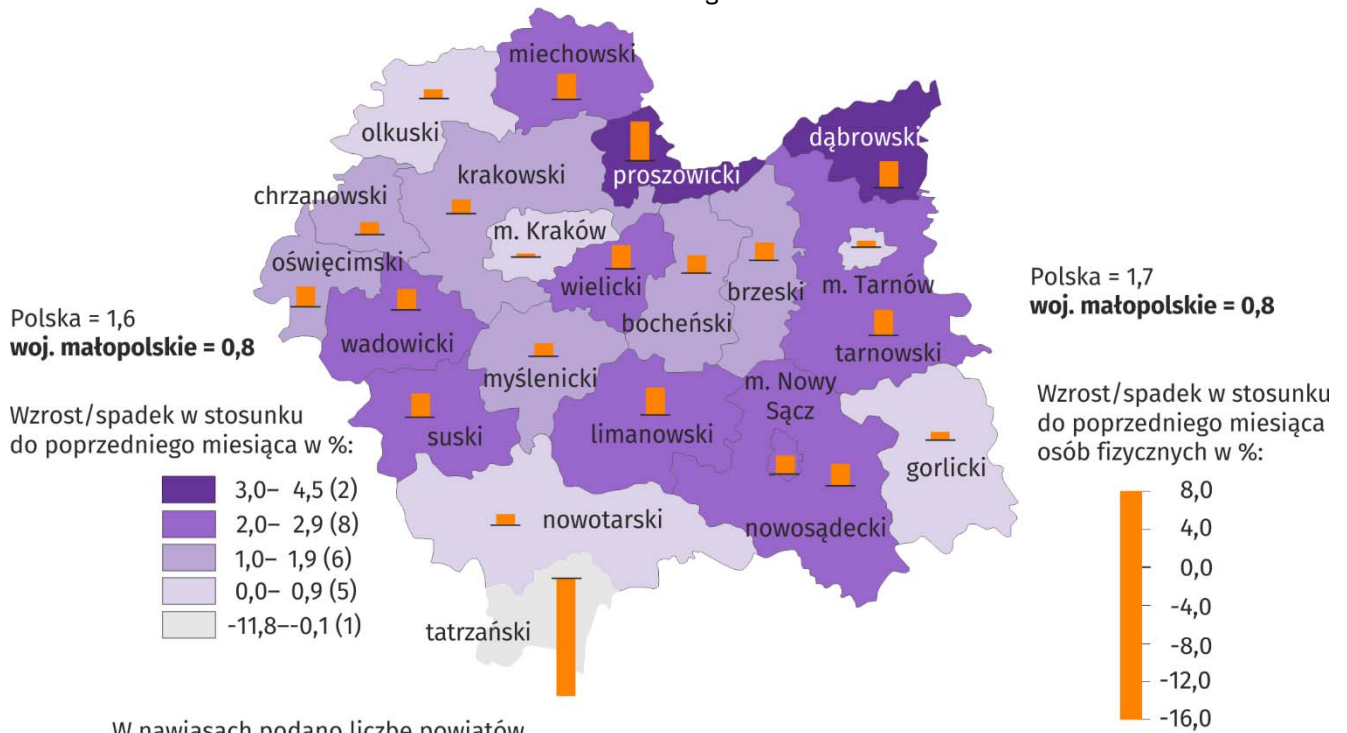 miechowski
olkuski
dąbrowski
proszowicki
krakowski
chrzanowski
m. Kraków
oświęcimski
wielicki
brzeski
m. Tarnów
bocheński
wadowicki
tarnowski
myślenicki
m. Nowy
Sącz
suski
limanowski
gorlicki
nowotarski
nowosądecki
tatrzański
Polska = 1,6
woj. małopolskie = 0,8
Wzrost/spadek w stosunku
do poprzedniego miesiąca w %:
3,0– 4,5 (2)
2,0– 2,9 (8)
1,0– 1,9 (6)
0,0– 0,9 (5)
-11,8–-0,1 (1)
Polska = 1,7
woj. małopolskie = 0,8
Wzrost/spadek w stosunku
do poprzedniego miesiąca
osób fizycznych w %:
8,0
4,0
0,0
-4,0
-8,0
-12,0
-16,0
W nawiasach podano liczbę powiatów